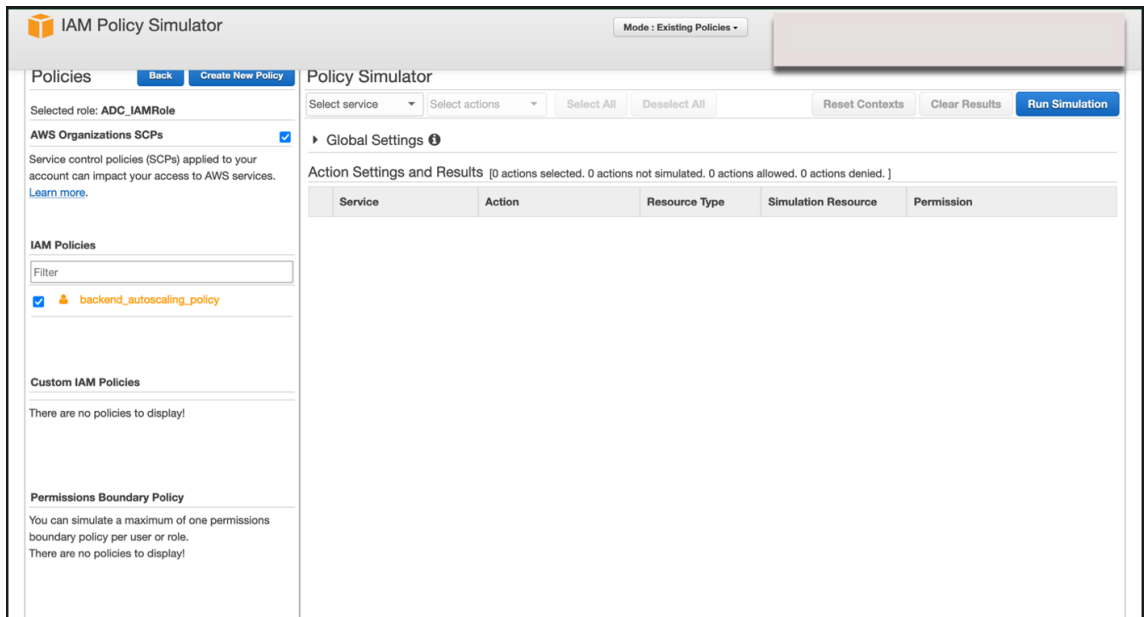 IAM Policy Simulator
Mode : Existing Policies
Policies
Back
Create New Policy
Selected role: ADC_IAMRole
AWS Organizations SCPs
Service control policies (SCPs) applied to your
account can impact your access to AWS services.
Learn more.
IAM Policies
Filter
backend_autoscaling_policy
Custom IAM Policies
There are no policies to display!
Permissions Boundary Policy
You can simulate a maximum of one permissions
boundary policy per user or role.
There are no policies to display!
Policy Simulator
Select service
Select actions
Select All
Deselect All
Reset Contexts
Clear Results
Run Simulation
Global Settings
Action Settings and Results [0 actions selected. 0 actions not simulated. 0 actions allowed. 0 actions denied. ]
Service Action Resource Type Simulation Resource Permission